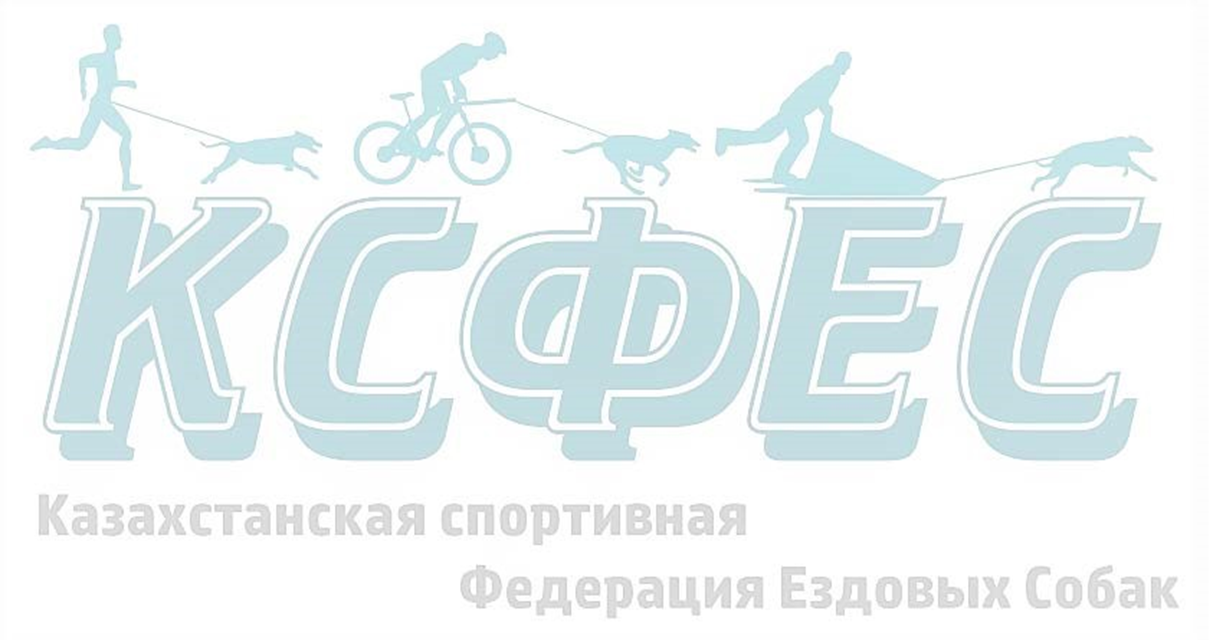 КСФЕС
Казахстанская спортивная
Федерация Ездовых Собак